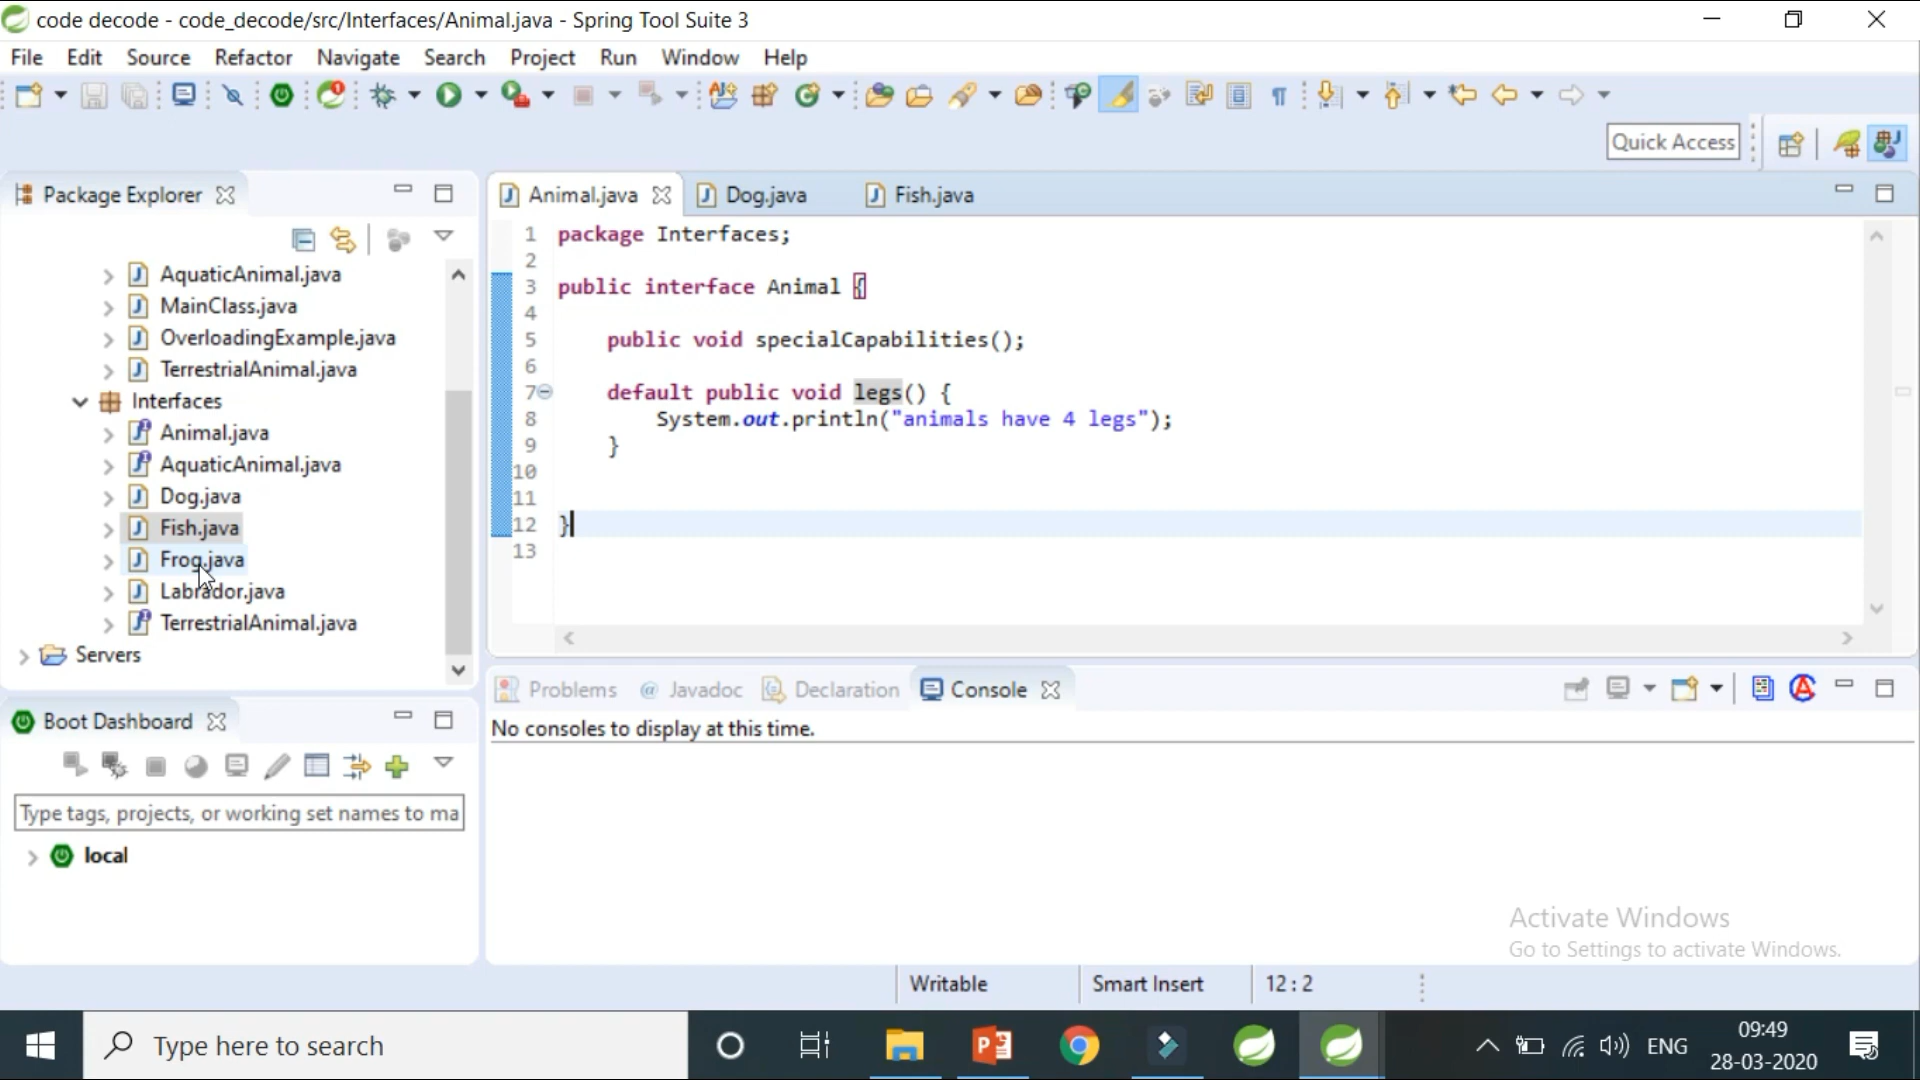 code decode - code_decode/src/Interfaces/Animal.java - Spring Tool Suite 3
File Edit Source Refactor Navigate Search Project Run Window Help
Quick Access
Package Explorer
AquaticAnimal.java
MainClass.java
OverloadingExample.java
TerrestrialAnimal.java
Interfaces
Animal.java
AquaticAnimal.java
Dog.java
Fish.java
Frog.java
Labrador.java
TerrestrialAnimal.java
Servers
Animal.java Dog.java Fish.java
1 package Interfaces;
2
3 public interface Animal {
4
5 public void specialCapabilities();
6
7 default public void legs() {
8 System.out.println("animals have 4 legs");
9 }
10
11
12 }
13
Boot Dashboard
Type tags, projects, or working set names to ma
local
Problems @ Javadoc Declaration Console
No consoles to display at this time.
Activate Windows
Go to Settings to activate Windows.
Writable Smart Insert 12 : 2
Type here to search
ENG
09:49
28-03-2020